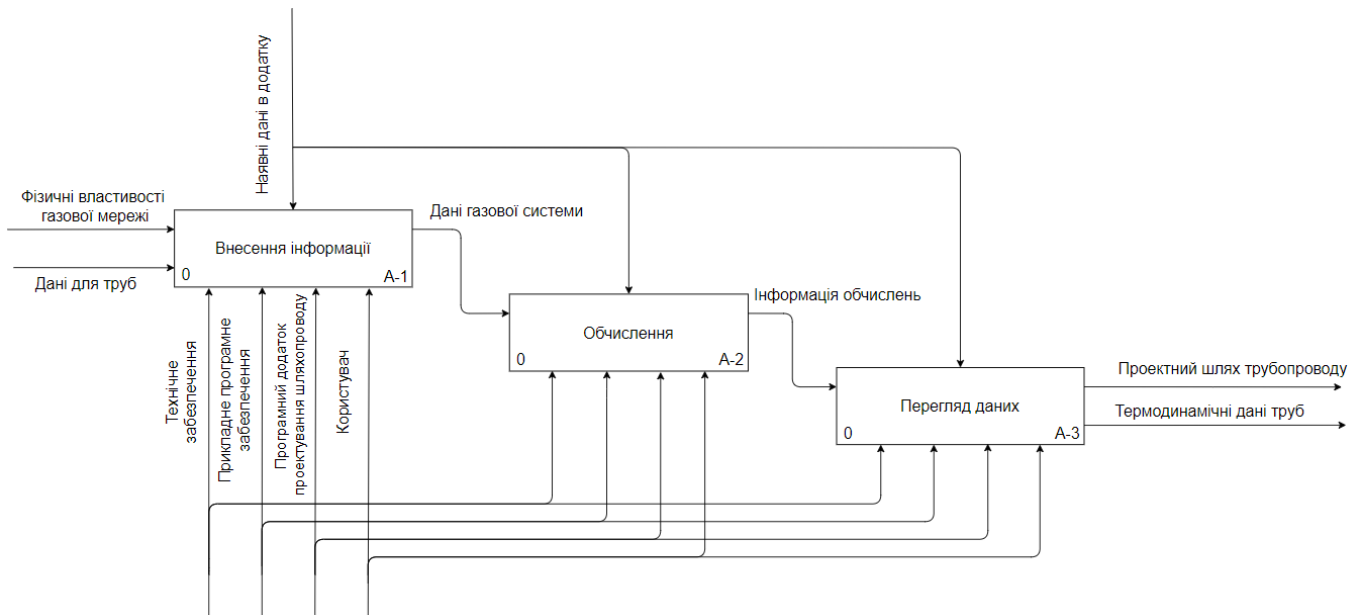 Наявні дані в додатку
Фізичні властивості
газової мережі
Дані для труб
Внесення інформації
0
А-1
Дані газової системи
Технічне
забезпечення
Прикладне програмне
забезпечення
Програмний додаток
проектування шляхопроводу
Користувач
Обчислення
0
А-2
Інформація обчислень
Перегляд даних
0
А-3
Проектний шлях трубопроводу
Термодинамічні дані труб